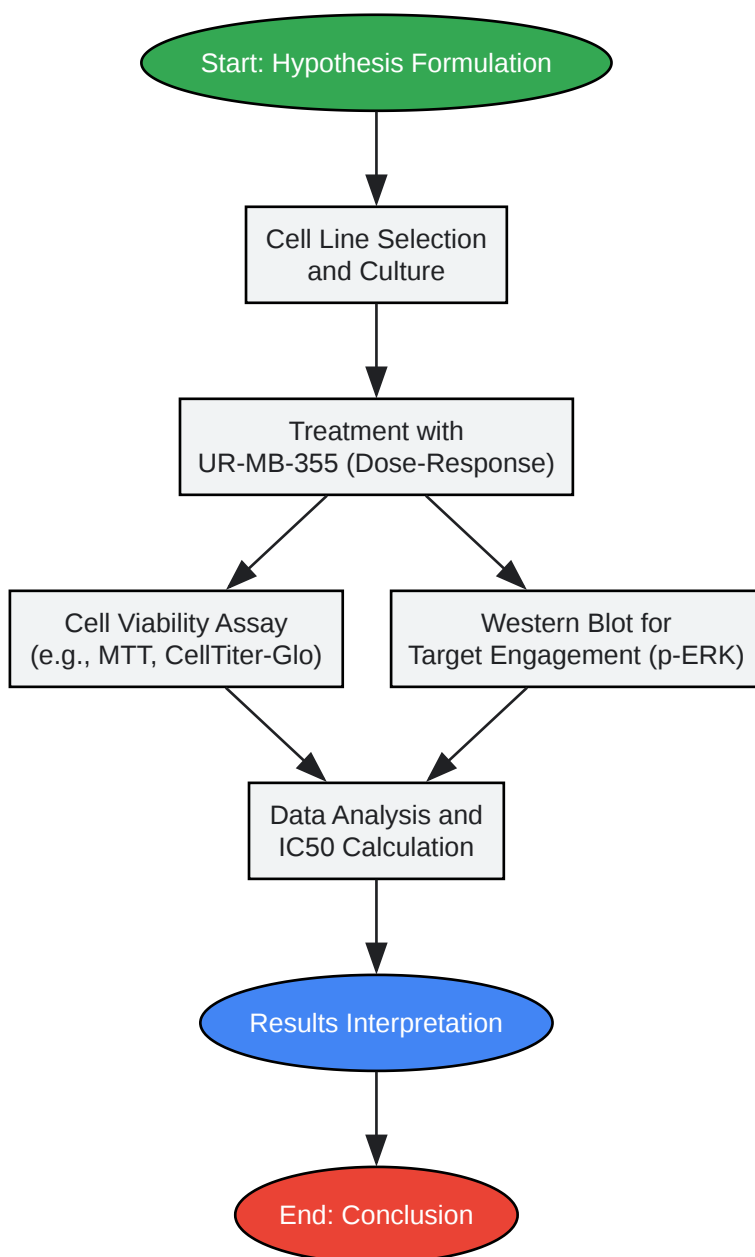 Start: Hypothesis Formulation
Cell Line Selection
and Culture
Treatment with
UR-MB-355 (Dose-Response)
Cell Viability Assay
(e.g., MTT, CellTiter-Glo)
Western Blot for
Target Engagement (p-ERK)
Data Analysis and
IC50 Calculation
Results Interpretation
End: Conclusion